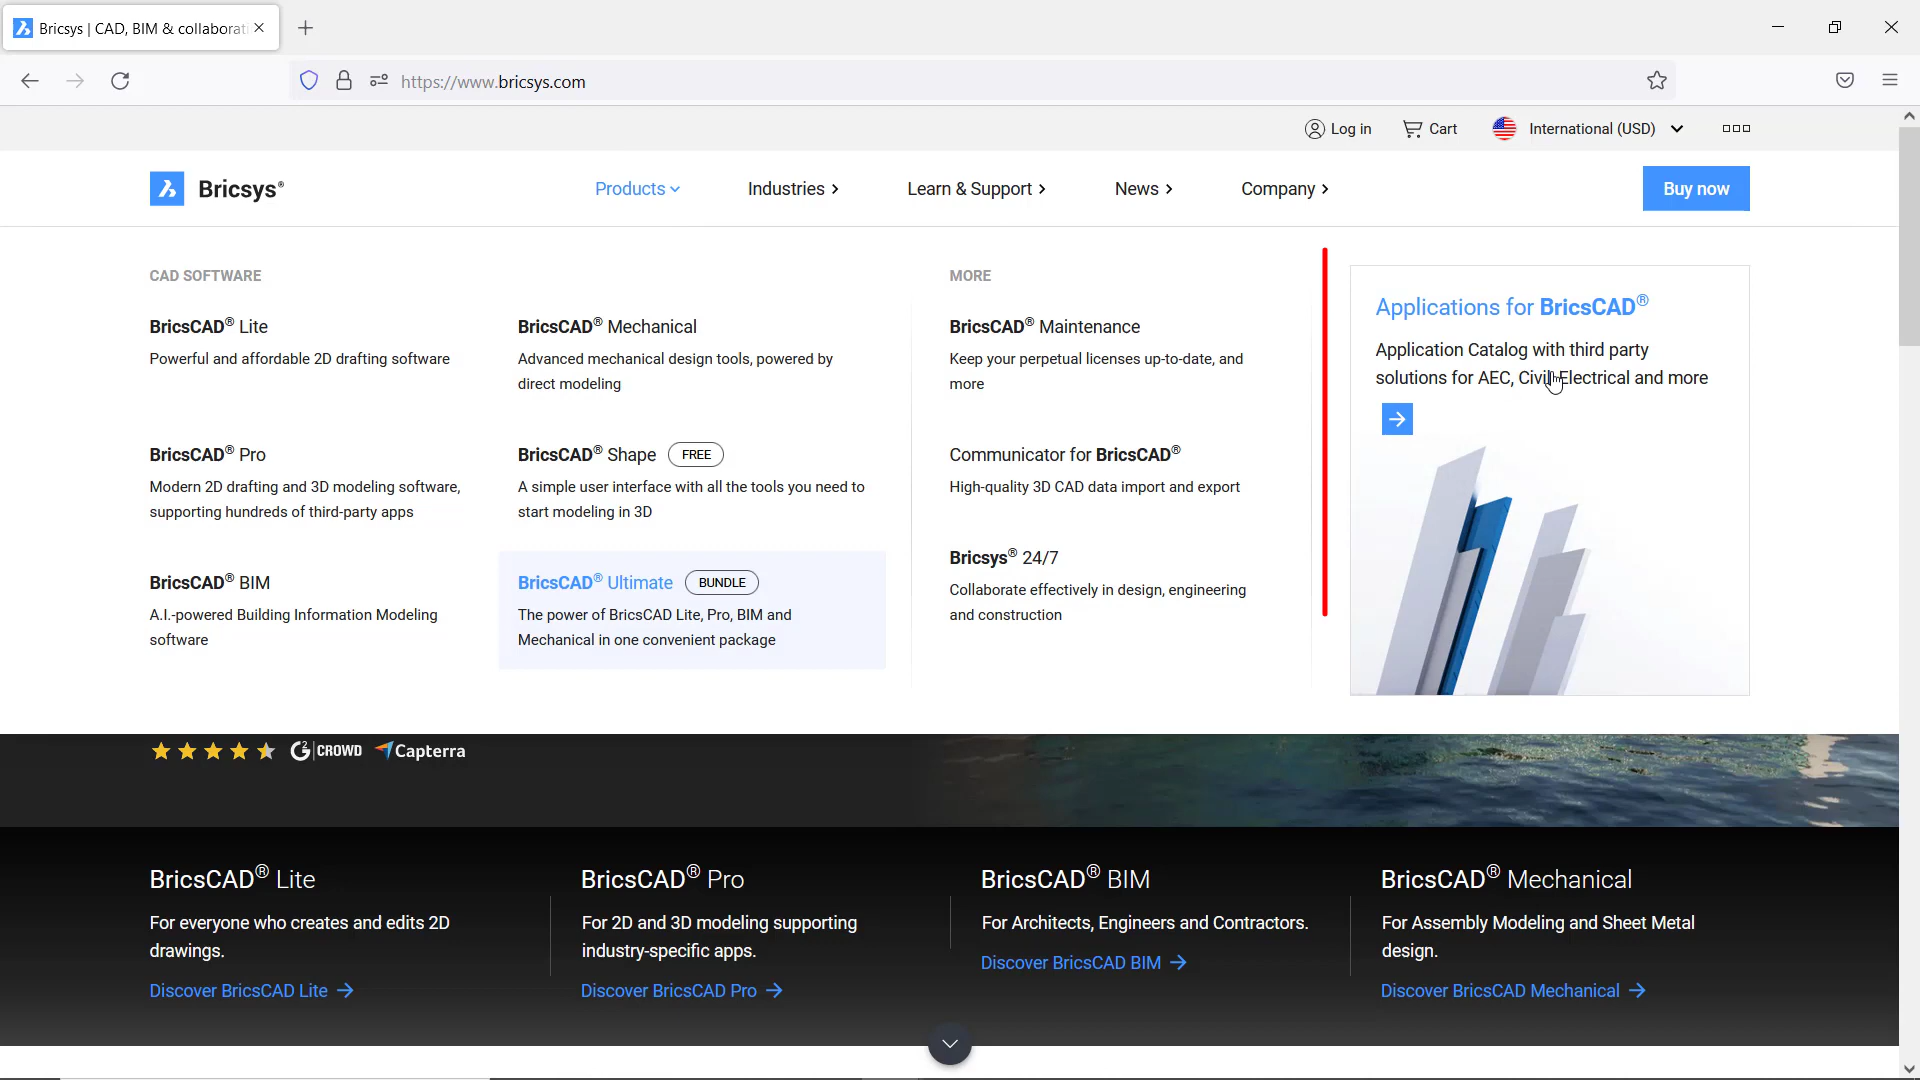 Bricsys | CAD, BIM & collaborati
https://www.bricsys.com
Log in
Cart
International (USD)
Bricsys®
Products
Industries
Learn & Support
News
Company
Buy now
CAD SOFTWARE
BricsCAD® Lite
Powerful and affordable 2D drafting software
BricsCAD® Pro
Modern 2D drafting and 3D modeling software,
supporting hundreds of third-party apps
BricsCAD® BIM
A.I.-powered Building Information Modeling
software
BricsCAD® Mechanical
Advanced mechanical design tools, powered by
direct modeling
BricsCAD® Shape FREE
A simple user interface with all the tools you need to
start modeling in 3D
BricsCAD® Ultimate BUNDLE
The power of BricsCAD Lite, Pro, BIM and
Mechanical in one convenient package
MORE
BricsCAD® Maintenance
Keep your perpetual licenses up-to-date, and
more
Communicator for BricsCAD®
High-quality 3D CAD data import and export
Bricsys® 24/7
Collaborate effectively in design, engineering
and construction
Applications for BricsCAD®
Application Catalog with third party
solutions for AEC, Civil, Electrical and more
G2 | CROWD Capterra
BricsCAD® Lite
For everyone who creates and edits 2D
drawings.
Discover BricsCAD Lite
BricsCAD® Pro
For 2D and 3D modeling supporting
industry-specific apps.
Discover BricsCAD Pro
BricsCAD® BIM
For Architects, Engineers and Contractors.
Discover BricsCAD BIM
BricsCAD® Mechanical
For Assembly Modeling and Sheet Metal
design.
Discover BricsCAD Mechanical